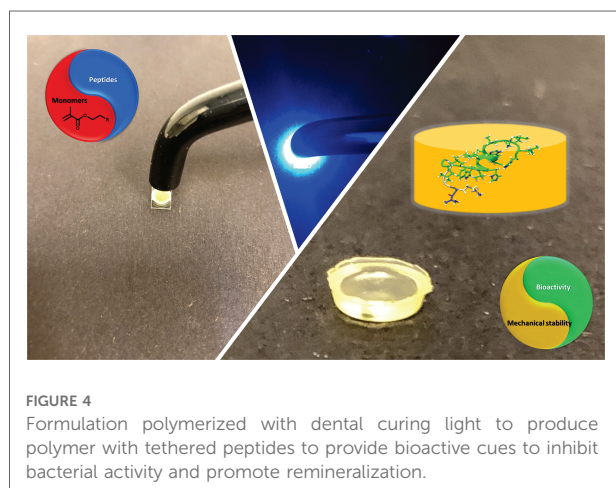 Peptides
Monomers
R
Bioactivity
Mechanical stability
FIGURE 4
Formulation polymerized with dental curing light to produce
polymer with tethered peptides to provide bioactive cues to inhibit
bacterial activity and promote remineralization.